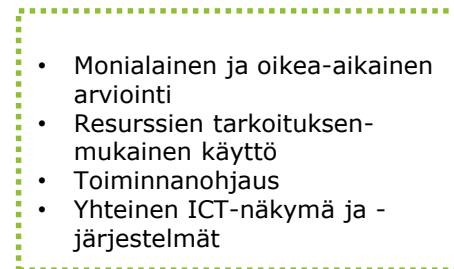 • Monialainen ja oikea-aikainen
arviointi
• Resurssien tarkoituksen-
mukainen käyttö
• Toiminnanohjaus
• Yhteinen ICT-näkymä ja -
järjestelmät